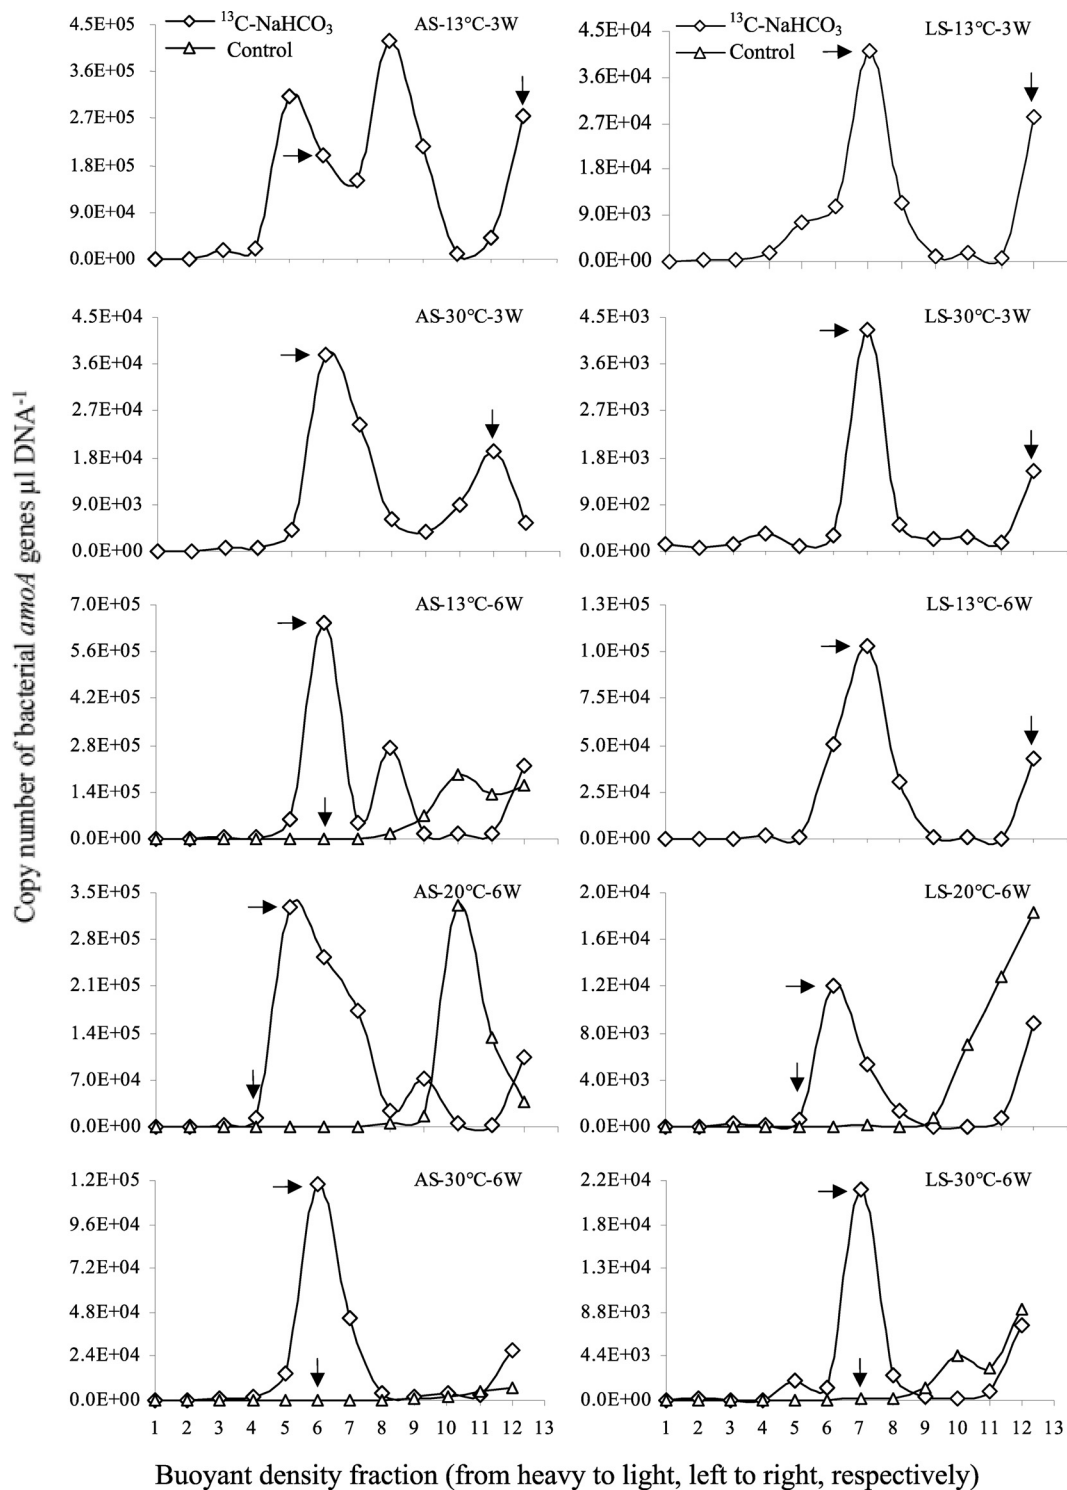 ¹³C-NaHCO₃
Control
AS-13°C-3W
4.5E+05
3.6E+05
2.7E+05
1.8E+05
9.0E+04
0.0E+00
¹³C-NaHCO₃
Control
LS-13°C-3W
4.5E+04
3.6E+04
2.7E+04
1.8E+04
9.0E+03
0.0E+00
AS-30°C-3W
4.5E+04
3.6E+04
2.7E+04
1.8E+04
9.0E+03
0.0E+00
LS-30°C-3W
4.5E+03
3.6E+03
2.7E+03
1.8E+03
9.0E+02
0.0E+00
AS-13°C-6W
7.0E+05
5.6E+05
4.2E+05
2.8E+05
1.4E+05
0.0E+00
LS-13°C-6W
1.3E+05
1.0E+05
7.5E+04
5.0E+04
2.5E+04
0.0E+00
AS-20°C-6W
3.5E+05
2.8E+05
2.1E+05
1.4E+05
7.0E+04
0.0E+00
LS-20°C-6W
2.0E+04
1.6E+04
1.2E+04
8.0E+03
4.0E+03
0.0E+00
AS-30°C-6W
1.2E+05
9.6E+04
7.2E+04
4.8E+04
2.4E+04
0.0E+00
1 2 3 4 5 6 7 8 9 10 11 12 13
LS-30°C-6W
2.2E+04
1.8E+04
1.3E+04
8.8E+03
4.4E+03
0.0E+00
1 2 3 4 5 6 7 8 9 10 11 12 13
Copy number of bacterial amoA genes µl DNA⁻¹
Buoyant density fraction (from heavy to light, left to right, respectively)